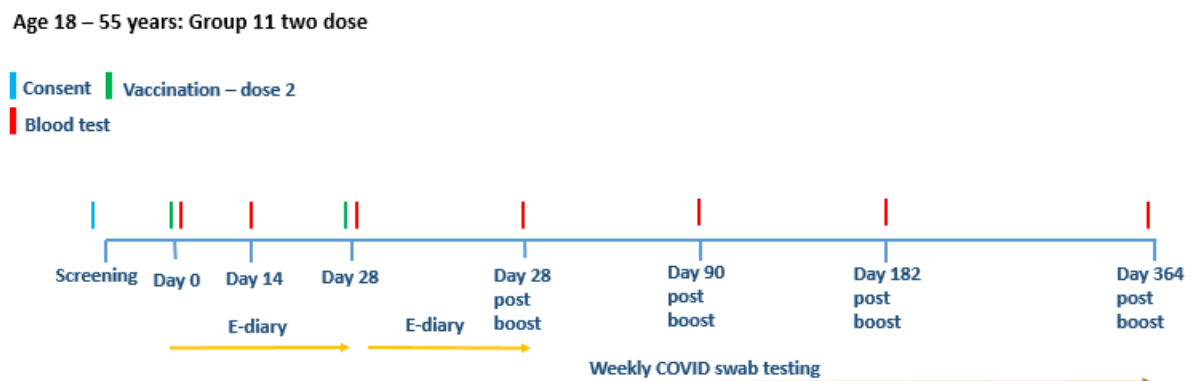 Age 18 – 55 years: Group 11 two dose
Consent
Vaccination – dose 2
Blood test
Screening
Day 0
Day 14
Day 28
Day 28
post
boost
Day 90
post
boost
Day 182
post
boost
Day 364
post
boost
E-diary
E-diary
Weekly COVID swab testing